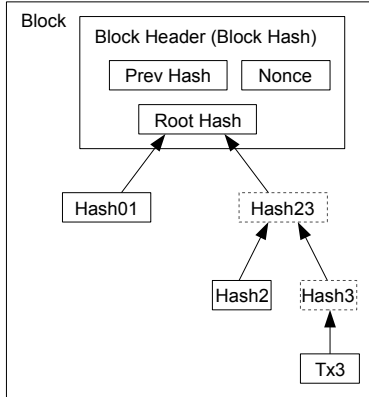 Block
Block Header (Block Hash)
Prev Hash
Nonce
Root Hash
Hash01
Hash23
Hash2
Hash3
Tx3